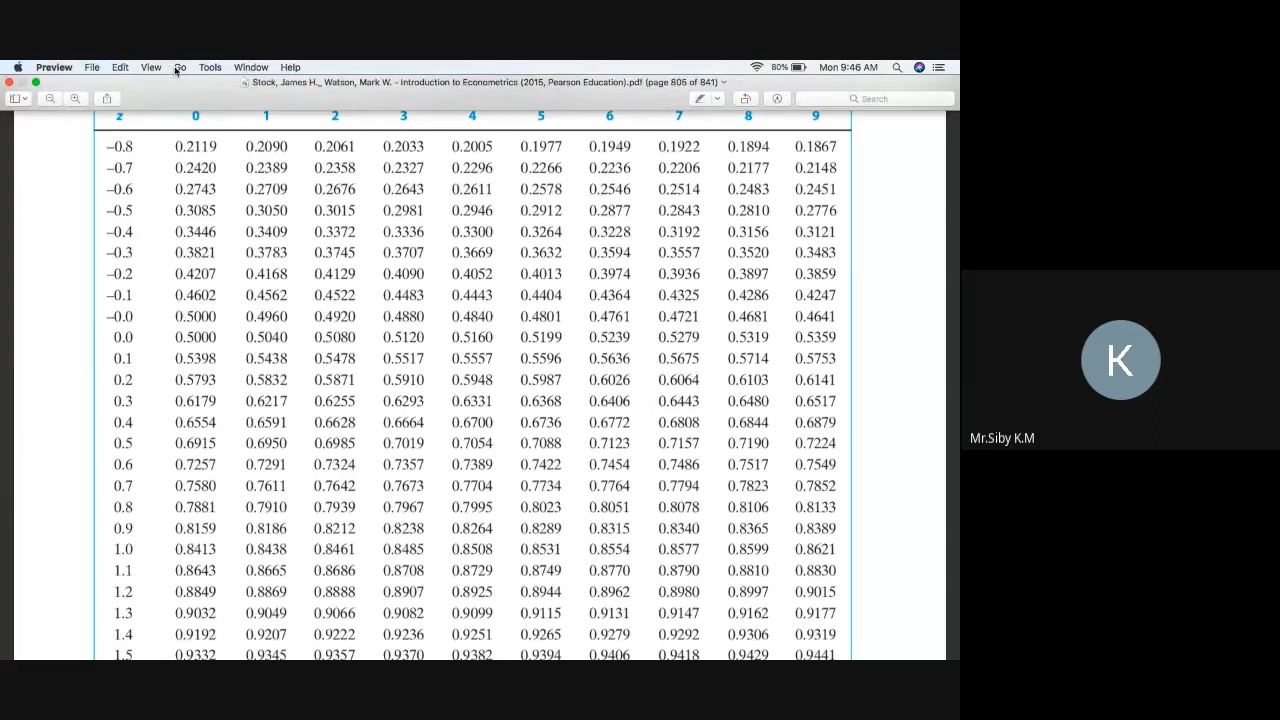 Preview File Edit View Go Tools Window Help 80% Mon 9:46 AM
Stock, James H._ Watson, Mark W. - Introduction to Econometrics (2015, Pearson Education).pdf (page 805 of 841)
Search
z 0 1 2 3 4 5 6 7 8 9
–0.8 0.2119 0.2090 0.2061 0.2033 0.2005 0.1977 0.1949 0.1922 0.1894 0.1867
–0.7 0.2420 0.2389 0.2358 0.2327 0.2296 0.2266 0.2236 0.2206 0.2177 0.2148
–0.6 0.2743 0.2709 0.2676 0.2643 0.2611 0.2578 0.2546 0.2514 0.2483 0.2451
–0.5 0.3085 0.3050 0.3015 0.2981 0.2946 0.2912 0.2877 0.2843 0.2810 0.2776
–0.4 0.3446 0.3409 0.3372 0.3336 0.3300 0.3264 0.3228 0.3192 0.3156 0.3121
–0.3 0.3821 0.3783 0.3745 0.3707 0.3669 0.3632 0.3594 0.3557 0.3520 0.3483
–0.2 0.4207 0.4168 0.4129 0.4090 0.4052 0.4013 0.3974 0.3936 0.3897 0.3859
–0.1 0.4602 0.4562 0.4522 0.4483 0.4443 0.4404 0.4364 0.4325 0.4286 0.4247
–0.0 0.5000 0.4960 0.4920 0.4880 0.4840 0.4801 0.4761 0.4721 0.4681 0.4641
0.0 0.5000 0.5040 0.5080 0.5120 0.5160 0.5199 0.5239 0.5279 0.5319 0.5359
0.1 0.5398 0.5438 0.5478 0.5517 0.5557 0.5596 0.5636 0.5675 0.5714 0.5753
0.2 0.5793 0.5832 0.5871 0.5910 0.5948 0.5987 0.6026 0.6064 0.6103 0.6141
0.3 0.6179 0.6217 0.6255 0.6293 0.6331 0.6368 0.6406 0.6443 0.6480 0.6517
0.4 0.6554 0.6591 0.6628 0.6664 0.6700 0.6736 0.6772 0.6808 0.6844 0.6879
0.5 0.6915 0.6950 0.6985 0.7019 0.7054 0.7088 0.7123 0.7157 0.7190 0.7224
0.6 0.7257 0.7291 0.7324 0.7357 0.7389 0.7422 0.7454 0.7486 0.7517 0.7549
0.7 0.7580 0.7611 0.7642 0.7673 0.7704 0.7734 0.7764 0.7794 0.7823 0.7852
0.8 0.7881 0.7910 0.7939 0.7967 0.7995 0.8023 0.8051 0.8078 0.8106 0.8133
0.9 0.8159 0.8186 0.8212 0.8238 0.8264 0.8289 0.8315 0.8340 0.8365 0.8389
1.0 0.8413 0.8438 0.8461 0.8485 0.8508 0.8531 0.8554 0.8577 0.8599 0.8621
1.1 0.8643 0.8665 0.8686 0.8708 0.8729 0.8749 0.8770 0.8790 0.8810 0.8830
1.2 0.8849 0.8869 0.8888 0.8907 0.8925 0.8944 0.8962 0.8980 0.8997 0.9015
1.3 0.9032 0.9049 0.9066 0.9082 0.9099 0.9115 0.9131 0.9147 0.9162 0.9177
1.4 0.9192 0.9207 0.9222 0.9236 0.9251 0.9265 0.9279 0.9292 0.9306 0.9319
1.5 0.9332 0.9345 0.9357 0.9370 0.9382 0.9394 0.9406 0.9418 0.9429 0.9441
K
Mr.Siby K.M